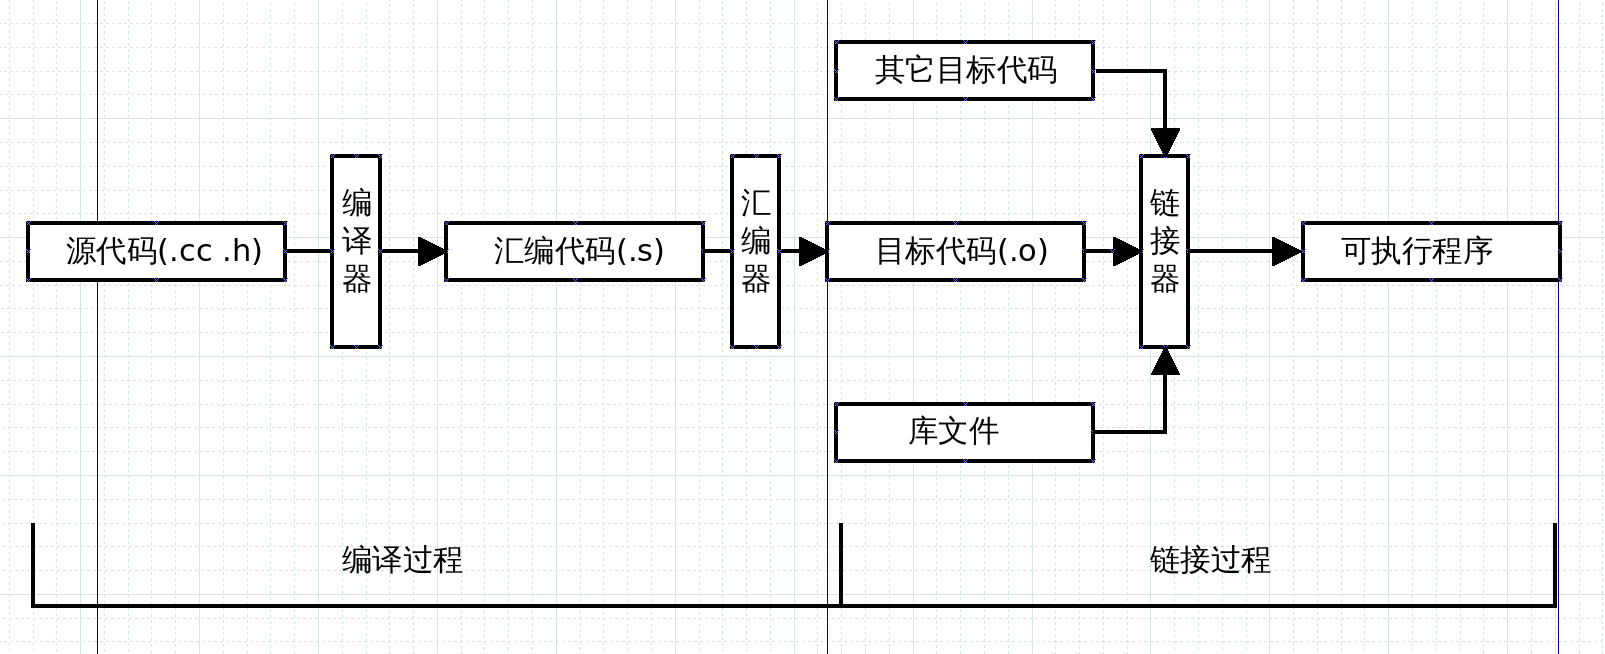 其它目标代码
源代码(.cc .h)
编译器
汇编代码(.s)
汇编器
目标代码(.o)
链接器
可执行程序
库文件
编译过程
链接过程